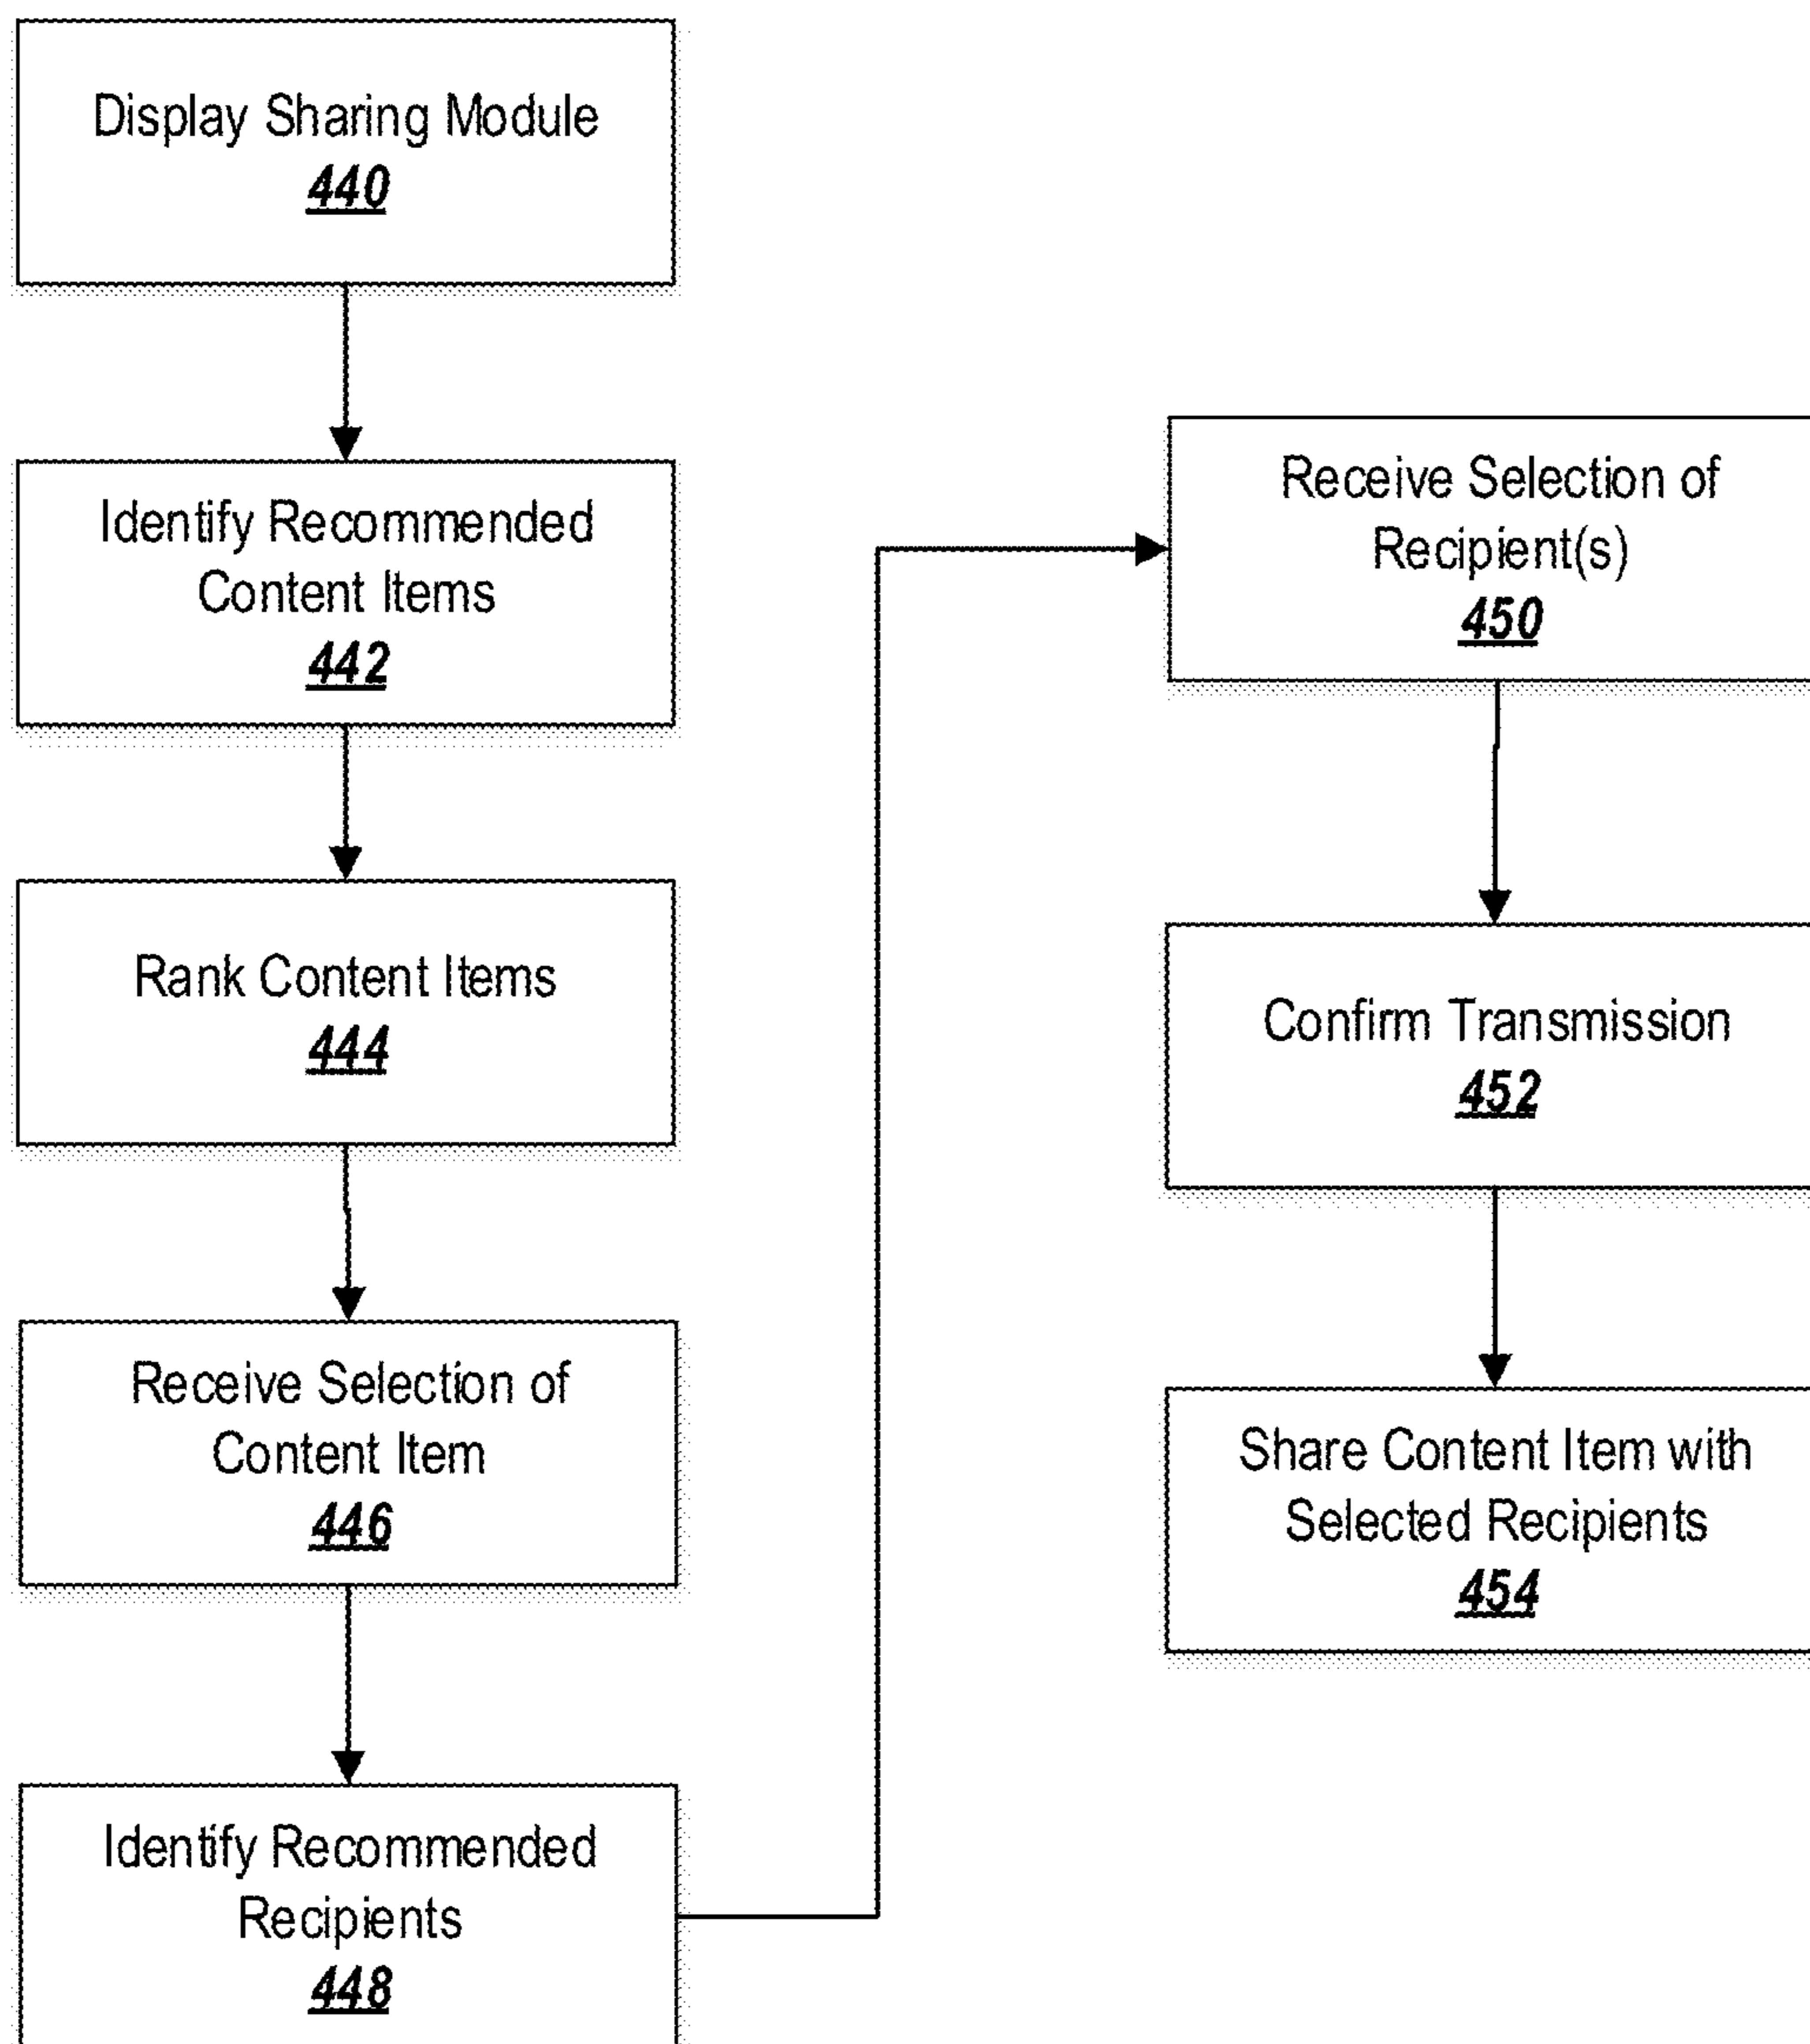 Display Sharing Module
440
Identify Recommended
Content Items
442
Rank Content Items
444
Receive Selection of
Content Item
446
Identify Recommended
Recipients
448
Receive Selection of
Recipient(s)
450
Confirm Transmission
452
Share Content Item with
Selected Recipients
454